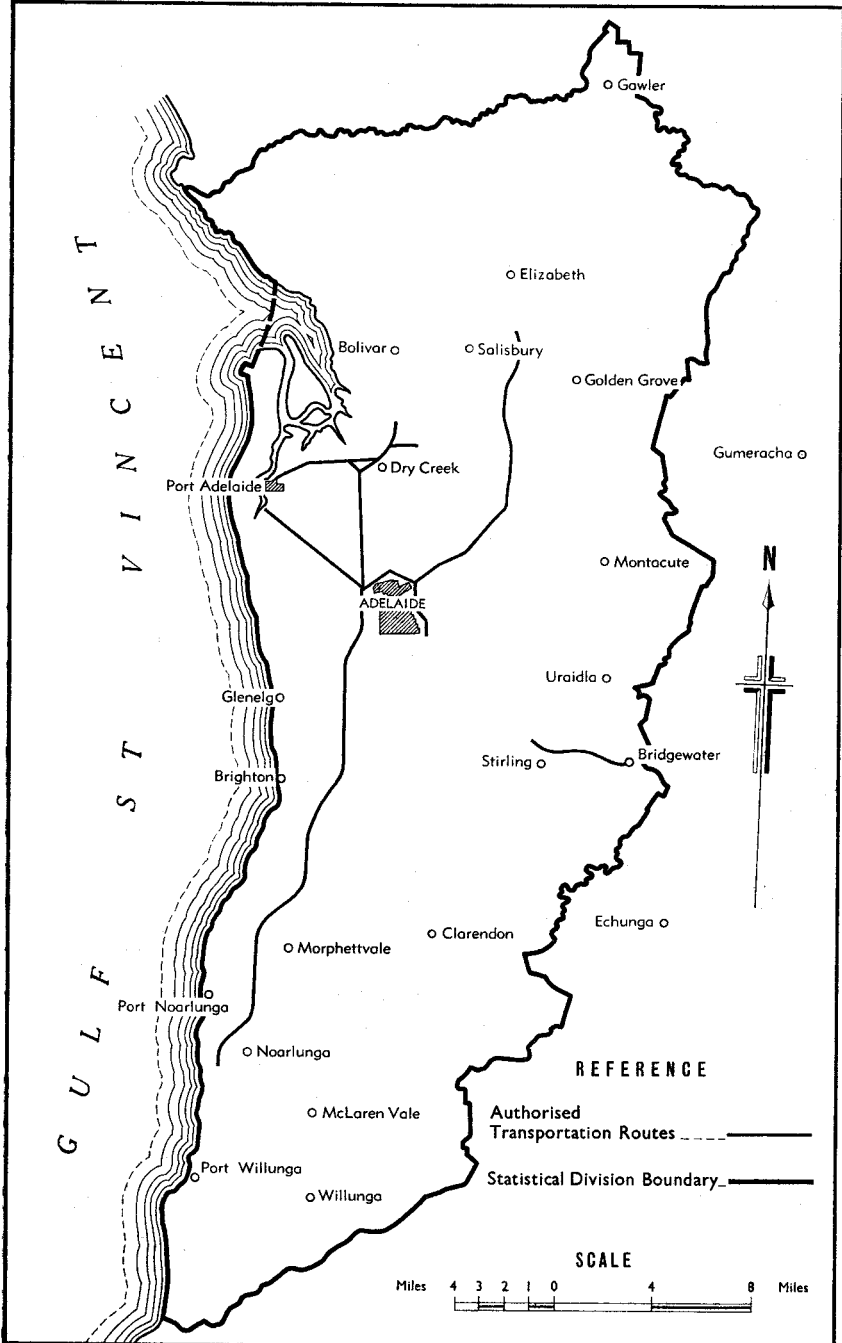 Gawler
Elizabeth
Bolivar
Salisbury
Golden Grove
Gumeracha
Dry Creek
Port Adelaide
Montacute
N
ADELAIDE
Uraidla
Glenelg
Stirling
Bridgewater
Brighton
GULF ST VINCENT
Echunga
Clarendon
Morphettvale
Port Noarlunga
Noarlunga
REFERENCE
McLaren Vale
Authorised
Transportation Routes
Port Willunga
Statistical Division Boundary
Willunga
SCALE
Miles 4 3 2 1 0 4 8 Miles